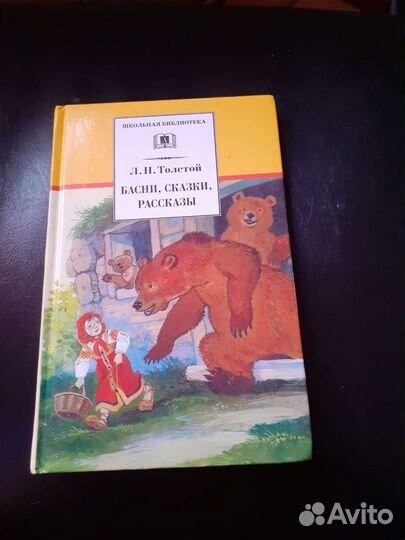 ШКОЛЬНАЯ БИБЛИОТЕКА
Л. Н. Толстой
БАСНИ, СКАЗКИ,
РАССКАЗЫ
Avito